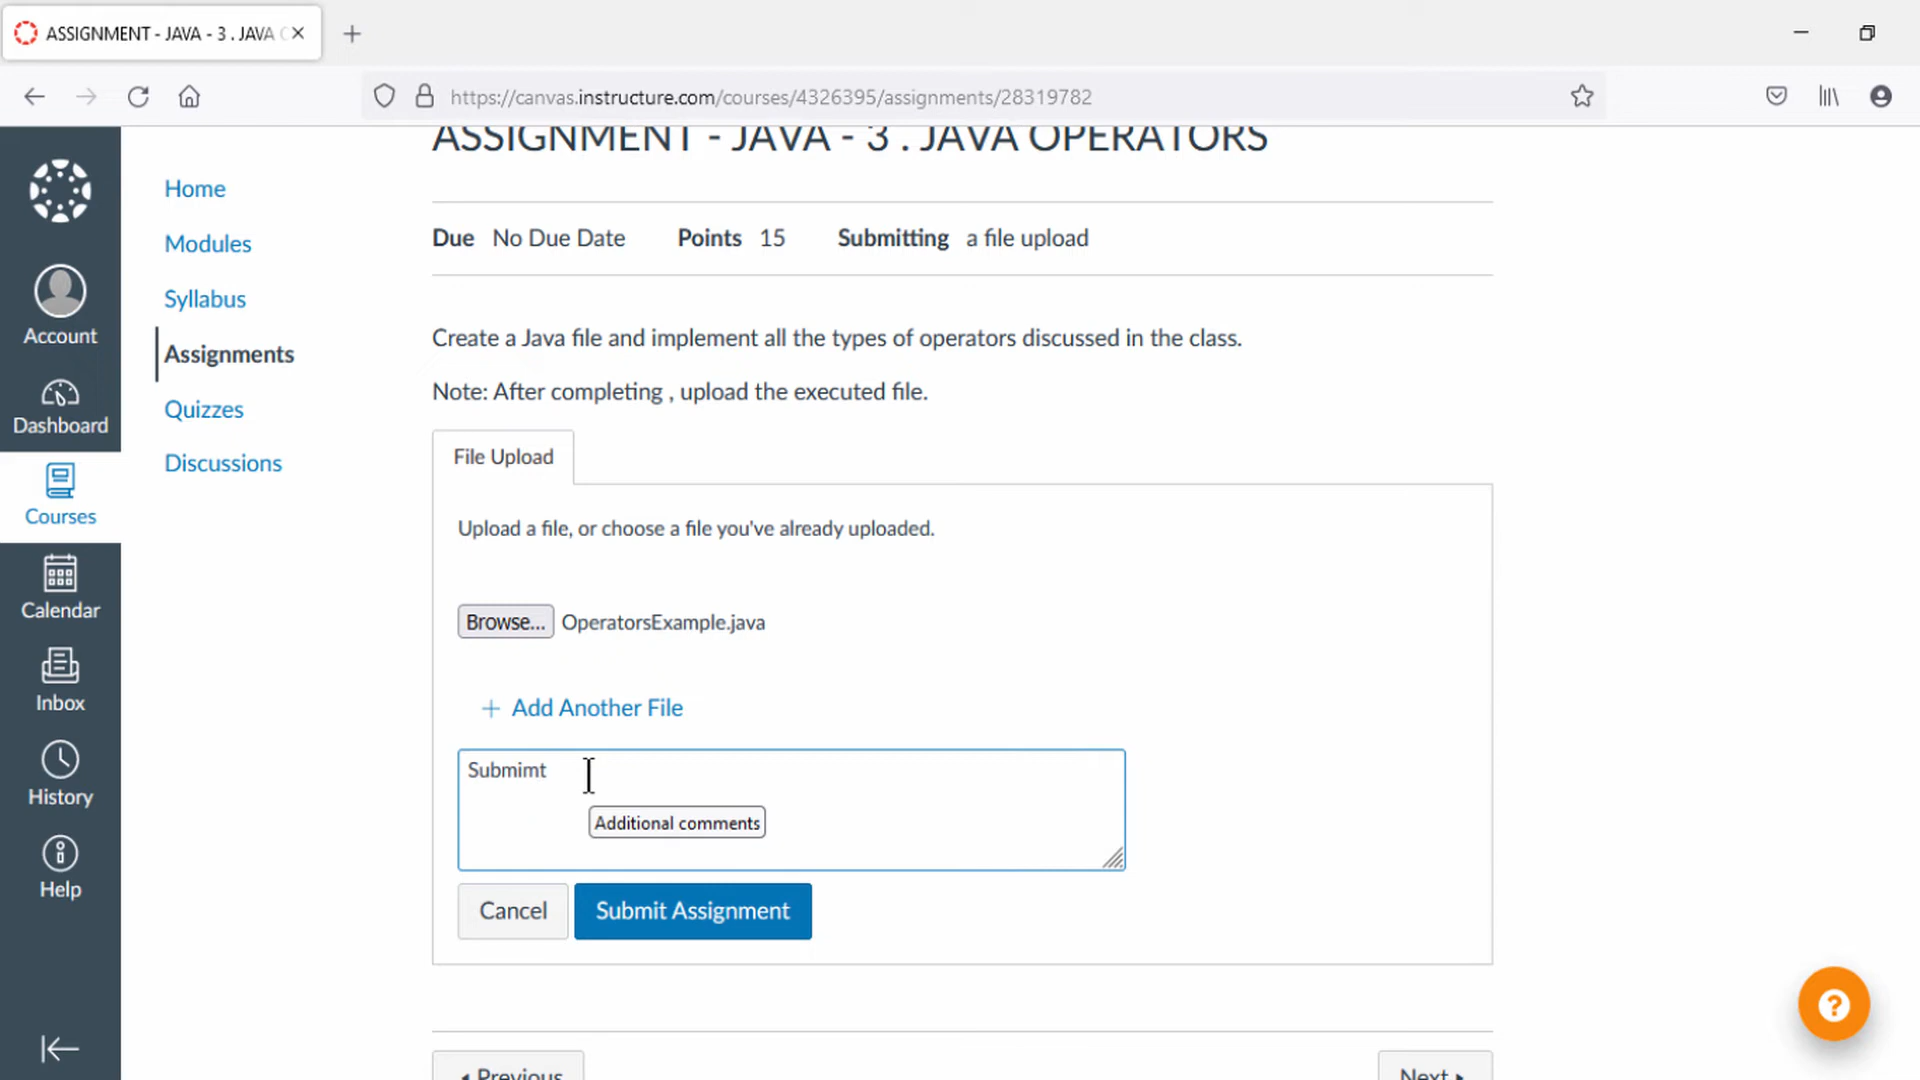 ASSIGNMENT - JAVA - 3 . JAVA
https://canvas.instructure.com/courses/4326395/assignments/28319782
Account
Dashboard
Courses
Calendar
Inbox
History
Help
Home
Modules
Syllabus
Assignments
Quizzes
Discussions
ASSIGNMENT - JAVA - 3 . JAVA OPERATORS
Due No Due Date Points 15 Submitting a file upload
Create a Java file and implement all the types of operators discussed in the class.
Note: After completing , upload the executed file.
File Upload
Upload a file, or choose a file you've already uploaded.
Browse... OperatorsExample.java
+ Add Another File
Submimt
Additional comments
Cancel Submit Assignment
Previous Next